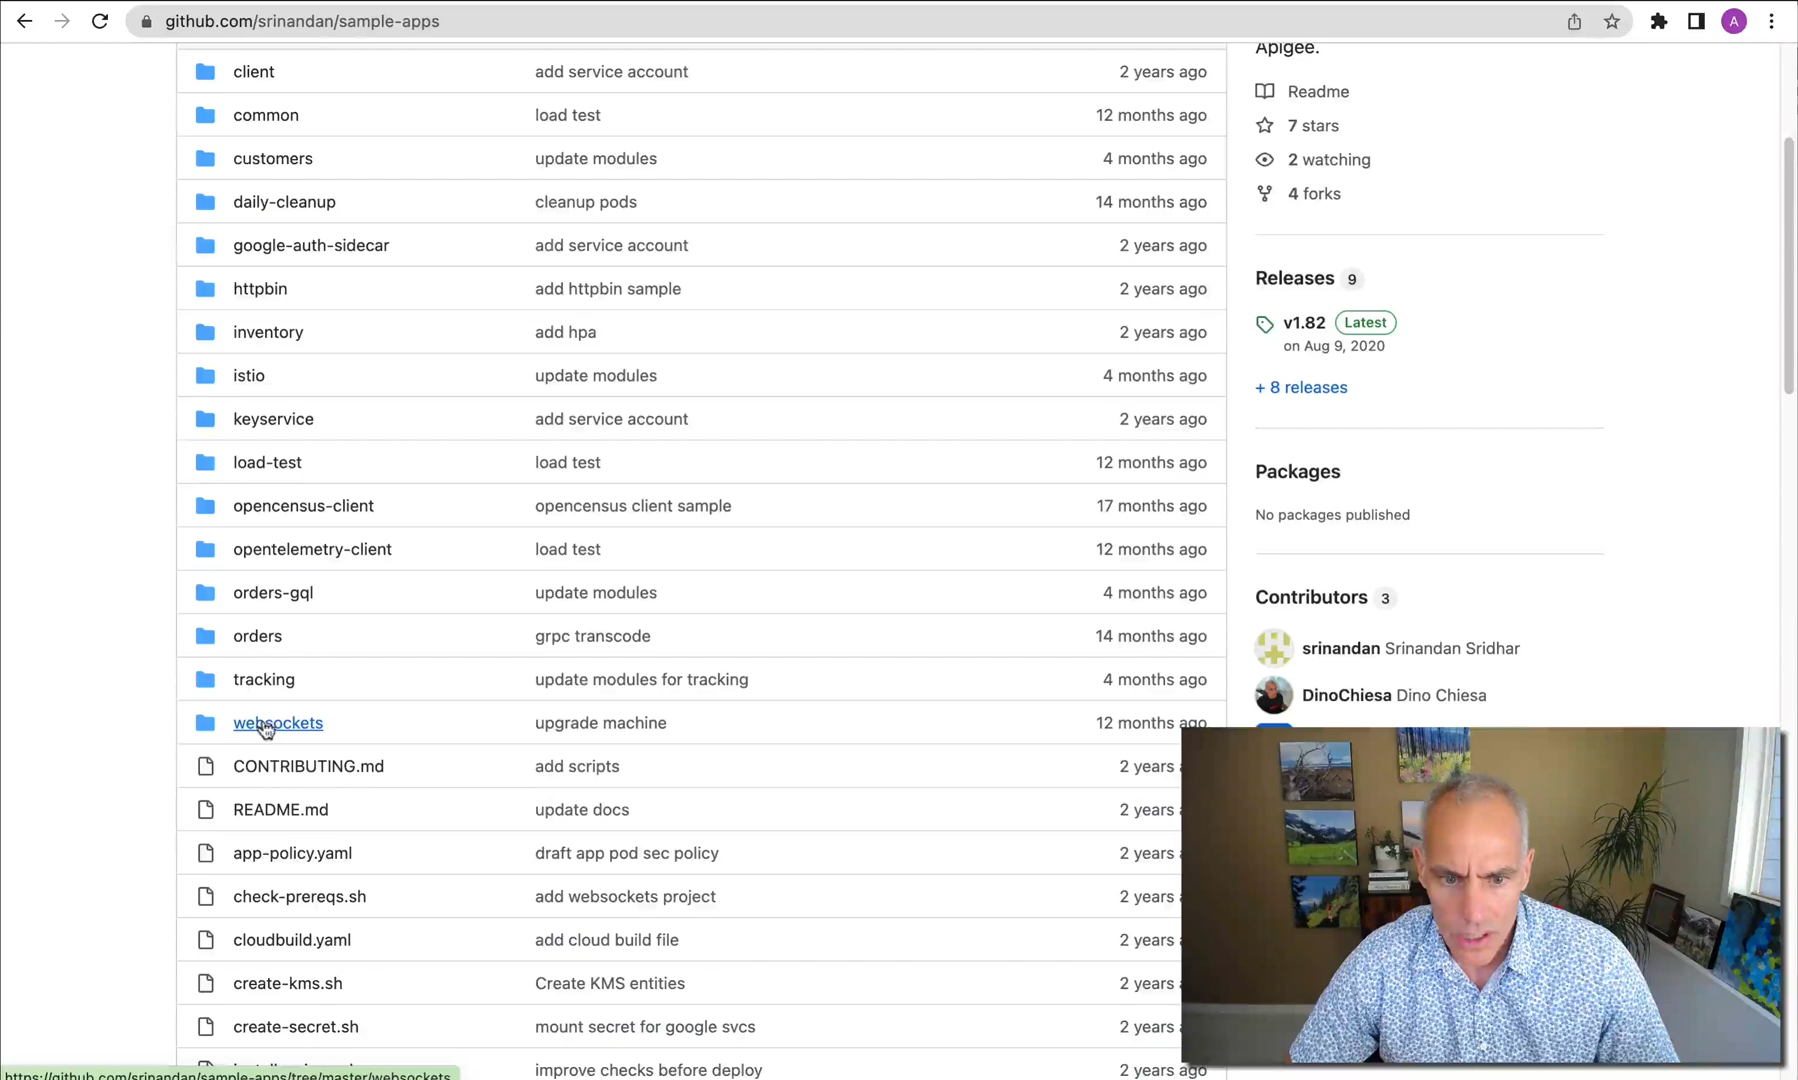 github.com/srinandan/sample-apps
A
Apigee.
client add service account 2 years ago
Readme
common load test 12 months ago
7 stars
customers update modules 4 months ago
2 watching
daily-cleanup cleanup pods 14 months ago
4 forks
google-auth-sidecar add service account 2 years ago
Releases 9
httpbin add httpbin sample 2 years ago
v1.82 Latest
inventory add hpa 2 years ago
on Aug 9, 2020
istio update modules 4 months ago
+ 8 releases
keyservice add service account 2 years ago
load-test load test 12 months ago
Packages
opencensus-client opencensus client sample 17 months ago
No packages published
opentelemetry-client load test 12 months ago
orders-gql update modules 4 months ago
Contributors 3
orders grpc transcode 14 months ago
srinandan Srinandan Sridhar
tracking update modules for tracking 4 months ago
DinoChiesa Dino Chiesa
websockets upgrade machine 12 months ago
CONTRIBUTING.md add scripts 2 years
README.md update docs 2 years
app-policy.yaml draft app pod sec policy 2 years
check-prereqs.sh add websockets project 2 years
cloudbuild.yaml add cloud build file 2 years
create-kms.sh Create KMS entities 2 years
create-secret.sh mount secret for google svcs 2 years
improve checks before deploy 2 years
https://github.com/srinandan/sample-apps/tree/master/websockets